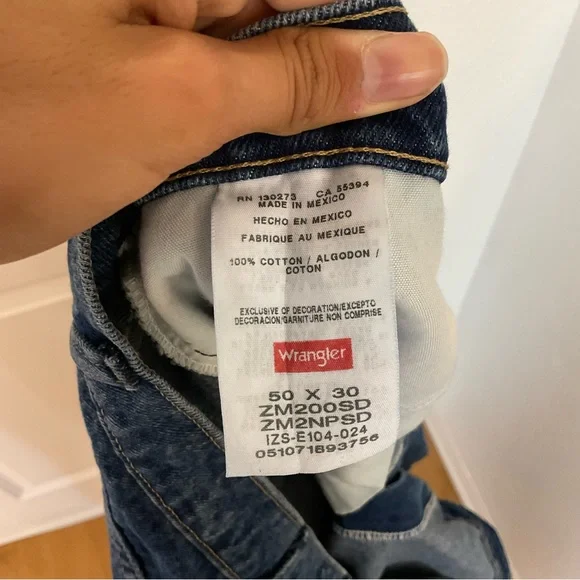 RN 130273 CA 55394
MADE IN MEXICO
HECHO EN MEXICO
FABRIQUE AU MEXIQUE
100% COTTON / ALGODON /
COTON
EXCLUSIVE OF DECORATION/EXCEPTO
DECORACION/GARNITURE NON COMPRISE
Wrangler
50 X 30
ZM200SD
ZM2NPSD
IZS-E104-024
051071893756